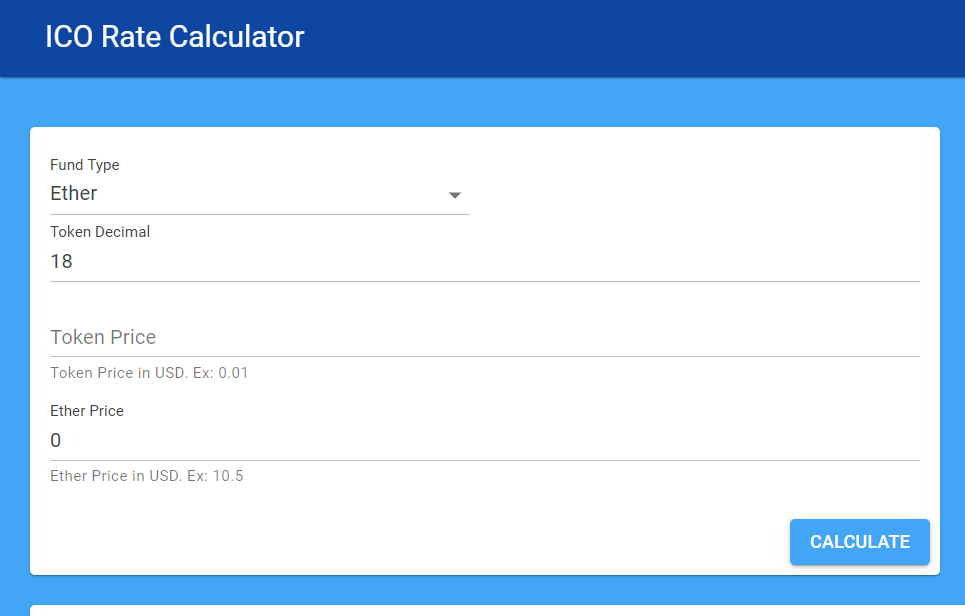 ICO Rate Calculator
Fund Type
Ether
Token Decimal
18
Token Price
Token Price in USD. Ex: 0.01
Ether Price
0
Ether Price in USD. Ex: 10.5
CALCULATE